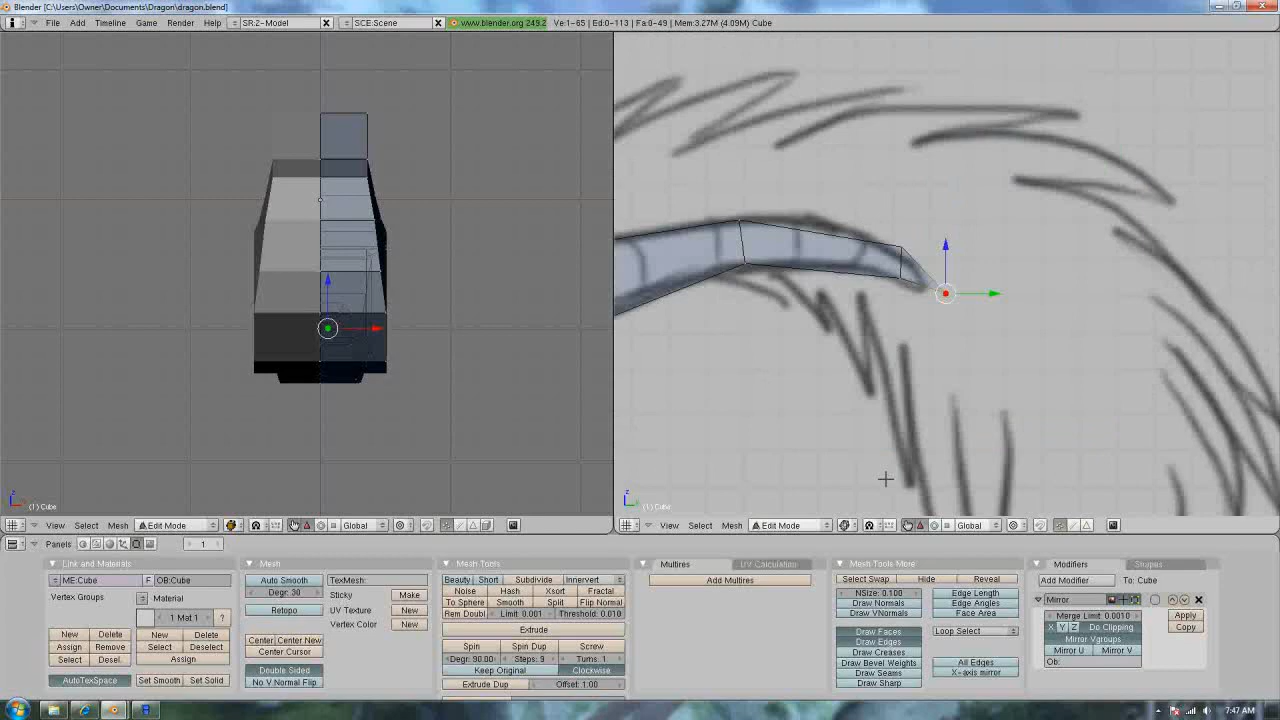 Blender [C:\Users\Owner\Documents\Dragon\dragon.blend]
File Add Timeline Game Render Help SR:2-Model SCE:Scene www.blender.org 249.2 Ve:1-65 | Ed:0-113 | Fa:0-49 | Mem:3.27M (4.09M) Cube
(1) Cube
(1) Cube
View Select Mesh Edit Mode Global
View Select Mesh Edit Mode Global
Panels 1
Link and Materials
ME:Cube F OB:Cube
Vertex Groups Material
1 Mat 1 ?
New Delete New Delete
Assign Remove Select Deselect
Select Desel. Assign
AutoTexSpace Set Smooth Set Solid
Mesh
Auto Smooth TexMesh:
Degr: 30 Sticky Make
Retopo UV Texture New
Vertex Color New
Center Center New
Center Cursor
Double Sided
No V.Normal Flip
Mesh Tools
Beauty Short Subdivide Innervert
Noise Hash Xsort Fractal
To Sphere Smooth Split Flip Normal
Rem Doubl Limit: 0.001 Threshold: 0.010
Extrude
Spin Spin Dup Screw
Degr: 90.00 Steps: 9 Turns: 1
Keep Original Clockwise
Extrude Dup Offset: 1.00
Multires UV Calculation
Add Multires
Mesh Tools More
Select Swap Hide Reveal
NSize: 0.100 Edge Length
Draw Normals Edge Angles
Draw VNormals Face Area
Draw Faces Loop Select
Draw Edges
Draw Creases
Draw Bevel Weights All Edges
Draw Seams X-axis mirror
Draw Sharp
Modifiers Shapes
Add Modifier To: Cube
Mirror
Merge Limit: 0.0010 Apply
X Y Z Do Clipping Copy
Mirror Vgroups
Mirror U Mirror V
Ob:
7:47 AM